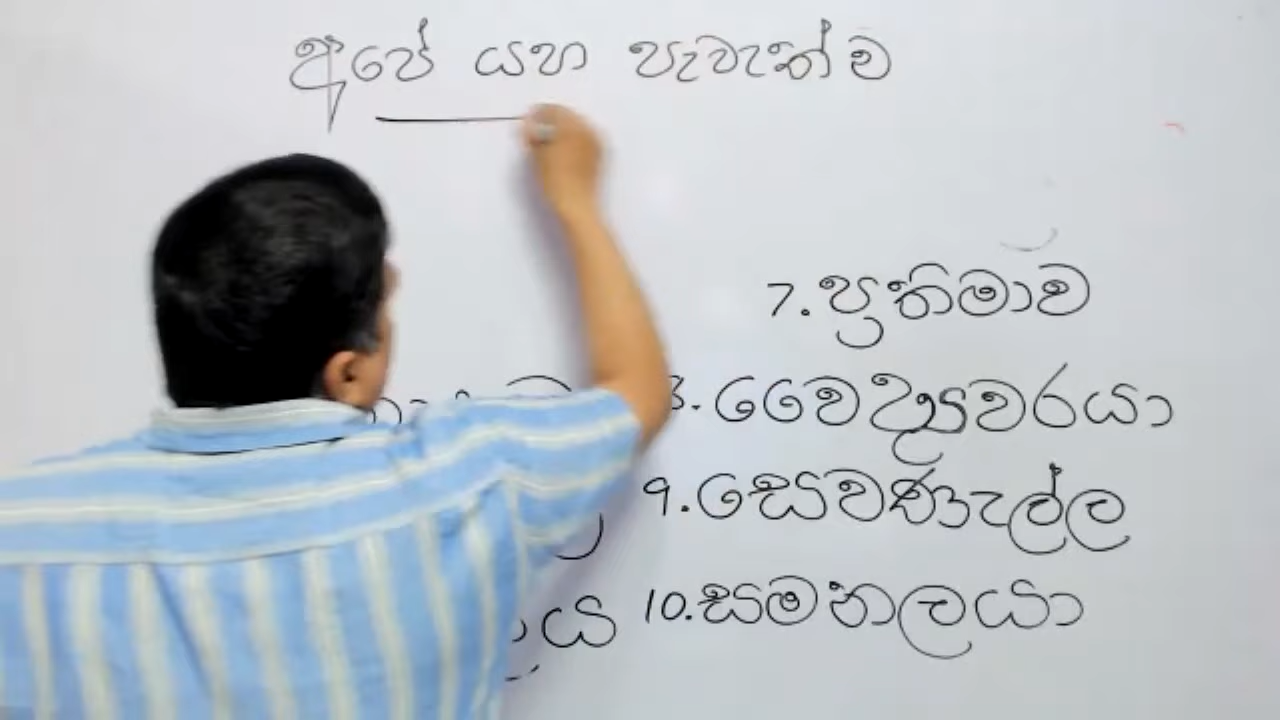 අපේ යහ පැවැත්ව
7. ප්‍රතිමාව
8. වෛද්‍යවරයා
9. සෙවණැල්ල
10. සමනලයා